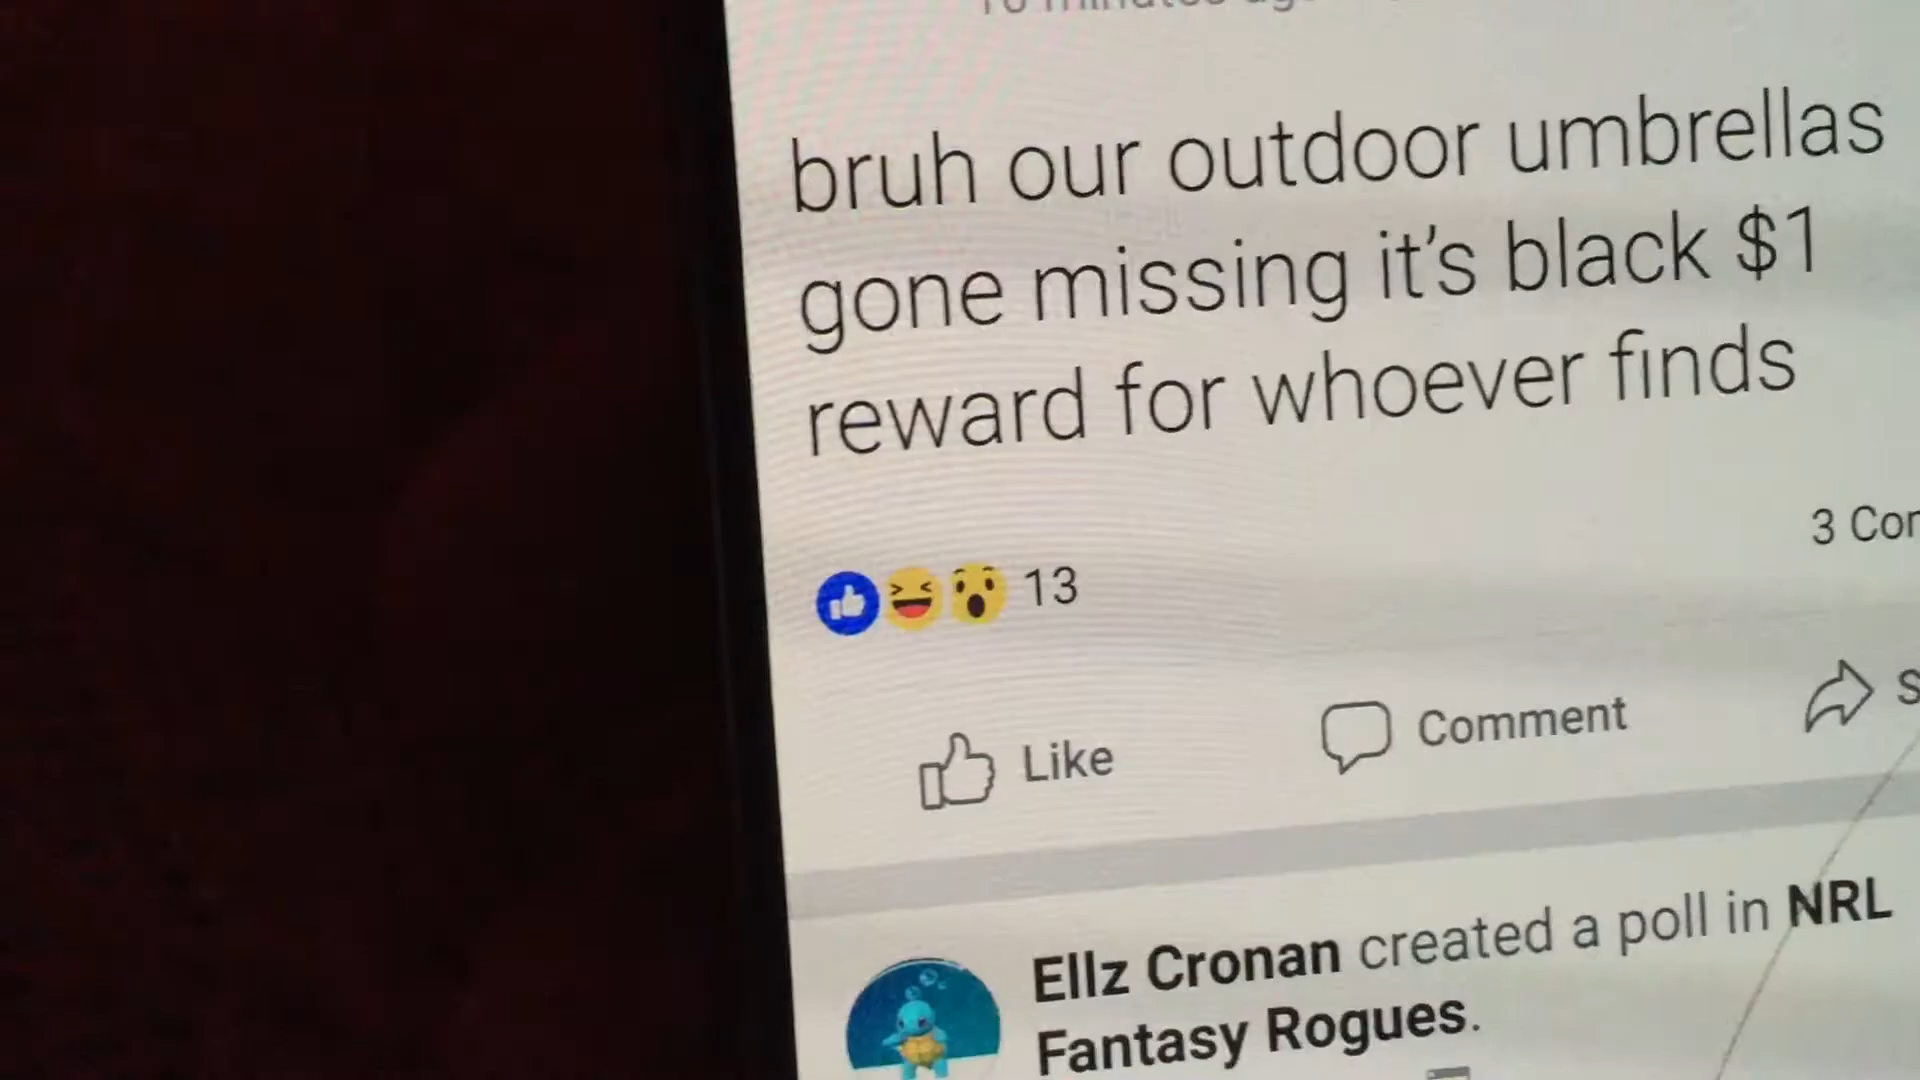 bruh our outdoor umbrellas
gone missing it's black $1
reward for whoever finds
3
13
Like
Comment
Ellz Cronan created a poll in NRL
Fantasy Rogues.